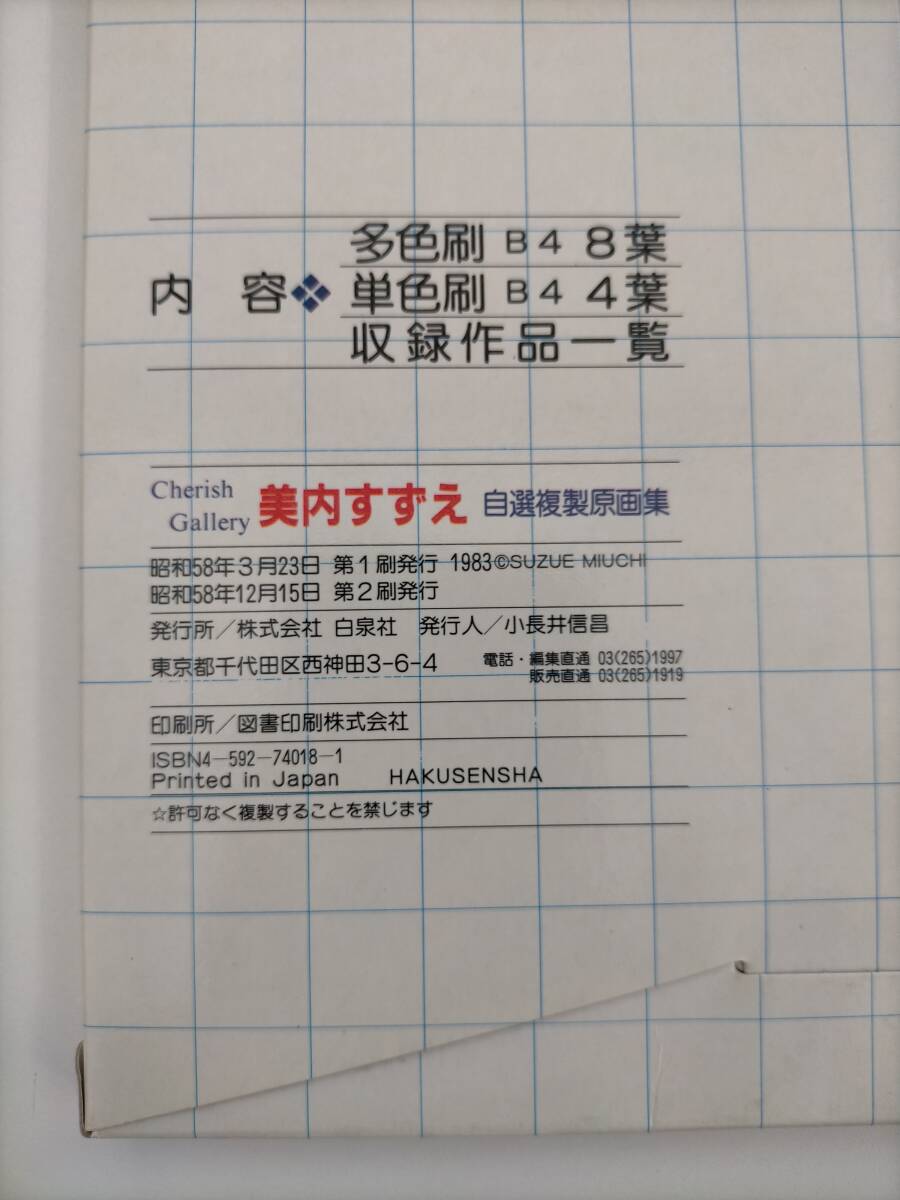 内容❖
多色刷 B4 8葉
単色刷 B4 4葉
収録作品一覧
Cherish Gallery 美内すずえ 自選複製原画集
昭和58年3月23日 第1刷発行 1983©SUZUE MIUCHI
昭和58年12月15日 第2刷発行
発行所/株式会社 白泉社 発行人/小長井信昌
東京都千代田区西神田3-6-4 電話・編集直通 03(265)1997
販売直通 03(265)1919
印刷所/図書印刷株式会社
ISBN4-592-74018-1
Printed in Japan HAKUSENSHA
☆許可なく複製することを禁じます